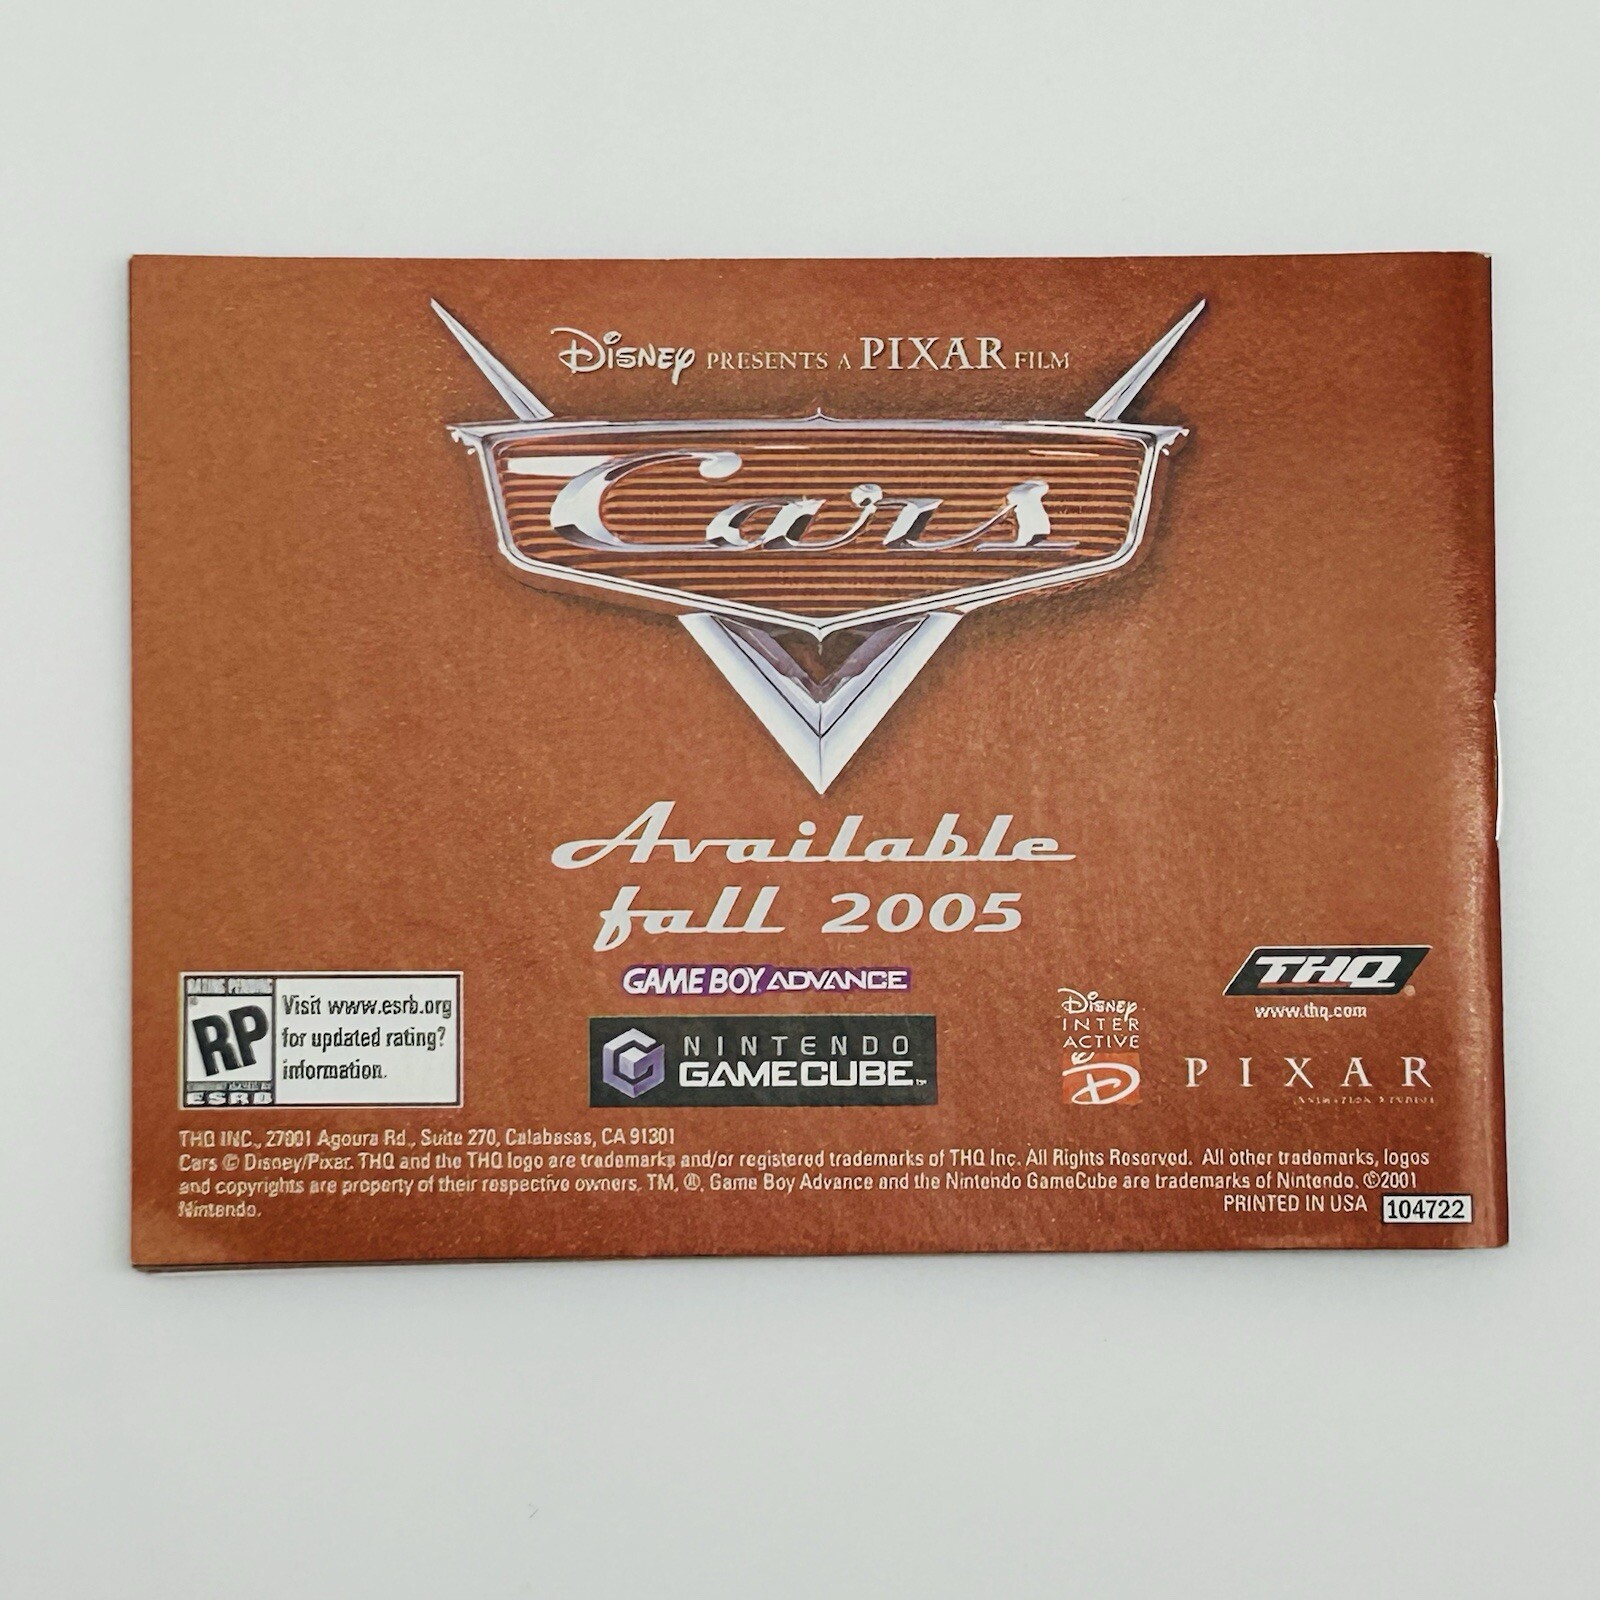 Disney PRESENTS A PIXAR FILM
Cars
Available
fall 2005
GAME BOY ADVANCE
NINTENDO
GAMECUBE™
RATING PENDING
RP
ESRB
Visit www.esrb.org
for updated rating?
information.
Disney
INTER
ACTIVE
D
THQ®
www.thq.com
PIXAR
ANIMATION STUDIOS
THQ INC., 27001 Agoura Rd., Suite 270, Calabasas, CA 91301
Cars © Disney/Pixar. THQ and the THQ logo are trademarks and/or registered trademarks of THQ Inc. All Rights Reserved. All other trademarks, logos
and copyrights are property of their respective owners. TM, ®, Game Boy Advance and the Nintendo GameCube are trademarks of Nintendo. ©2001
Nintendo.
PRINTED IN USA 104722